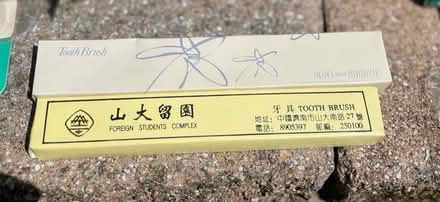 Tooth Brush
山大留園
FOREIGN STUDENTS COMPLEX
牙具 TOOTH BRUSH
地址: 中國濟南市山大南路27號
電話: 8905397 郵編: 250100